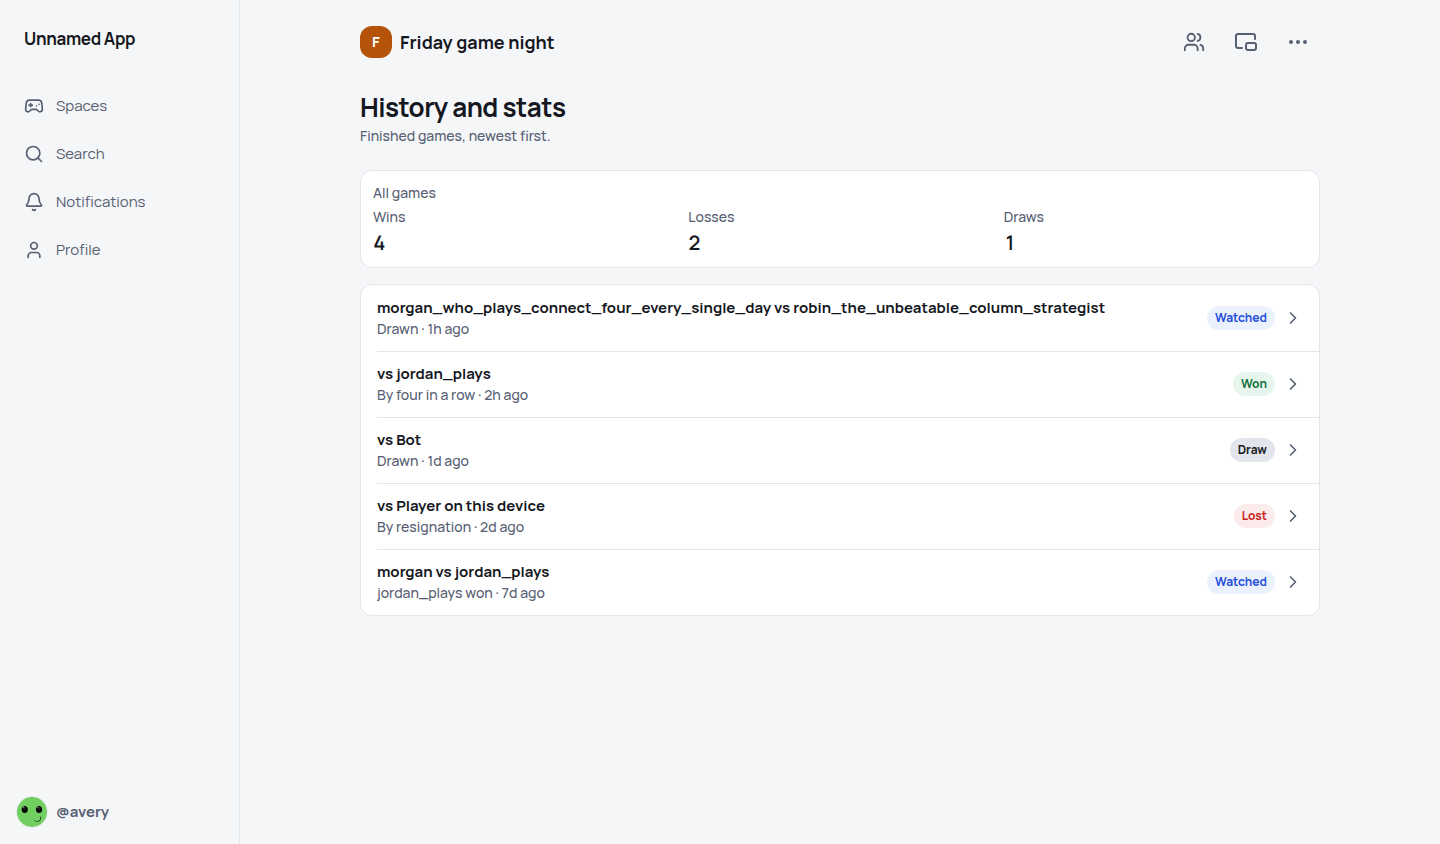 Unnamed App
Spaces
Search
Notifications
Profile
@avery
F Friday game night
History and stats
Finished games, newest first.
All games
Wins Losses Draws
4 2 1
morgan_who_plays_connect_four_every_single_day vs robin_the_unbeatable_column_strategist
Drawn · 1h ago
Watched
vs jordan_plays
By four in a row · 2h ago
Won
vs Bot
Drawn · 1d ago
Draw
vs Player on this device
By resignation · 2d ago
Lost
morgan vs jordan_plays
jordan_plays won · 7d ago
Watched